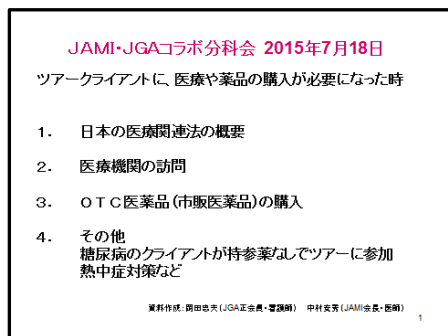 JAMI・JGAコラボ分科会 2015年7月18日
ツアークライアントに、医療や薬品の購入が必要になった時
1. 日本の医療関連法の概要
2. 医療機関の訪問
3. OTC医薬品(市販医薬品)の購入
4. その他
糖尿病のクライアントが持参薬なしでツアーに参加
熱中症対策など
資料作成:岡田忠夫(JGA正会員・看護師) 中村安秀(JAMI会長・医師)
1